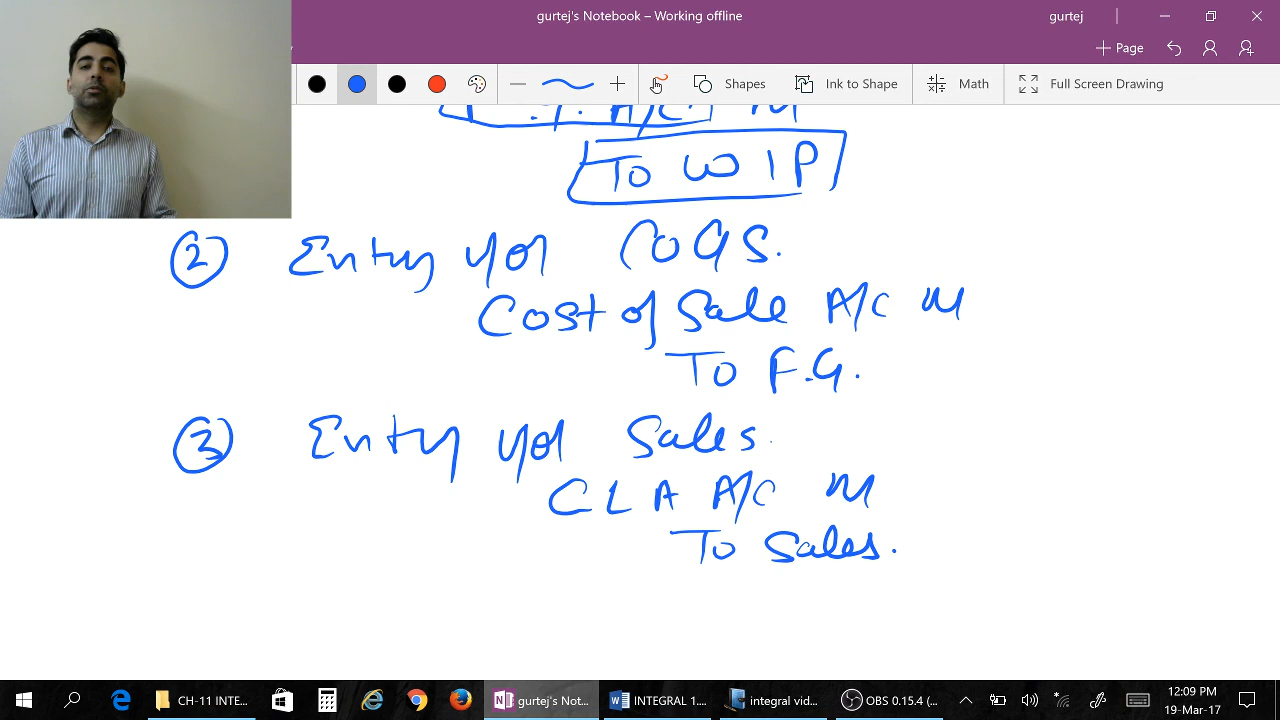 gurtej's Notebook – Working offline
gurtej
Page
Shapes
Ink to Shape
Math
Full Screen Drawing
A/C
To WIP
② Entry for COGS.
Cost of Sale A/C Dr
To F.G.
③ Entry for Sales
CLA A/C Dr
To Sales.
CH-11 INTE...
gurtej's Not...
INTEGRAL 1....
integral vid...
OBS 0.15.4 (...
12:09 PM
19-Mar-17